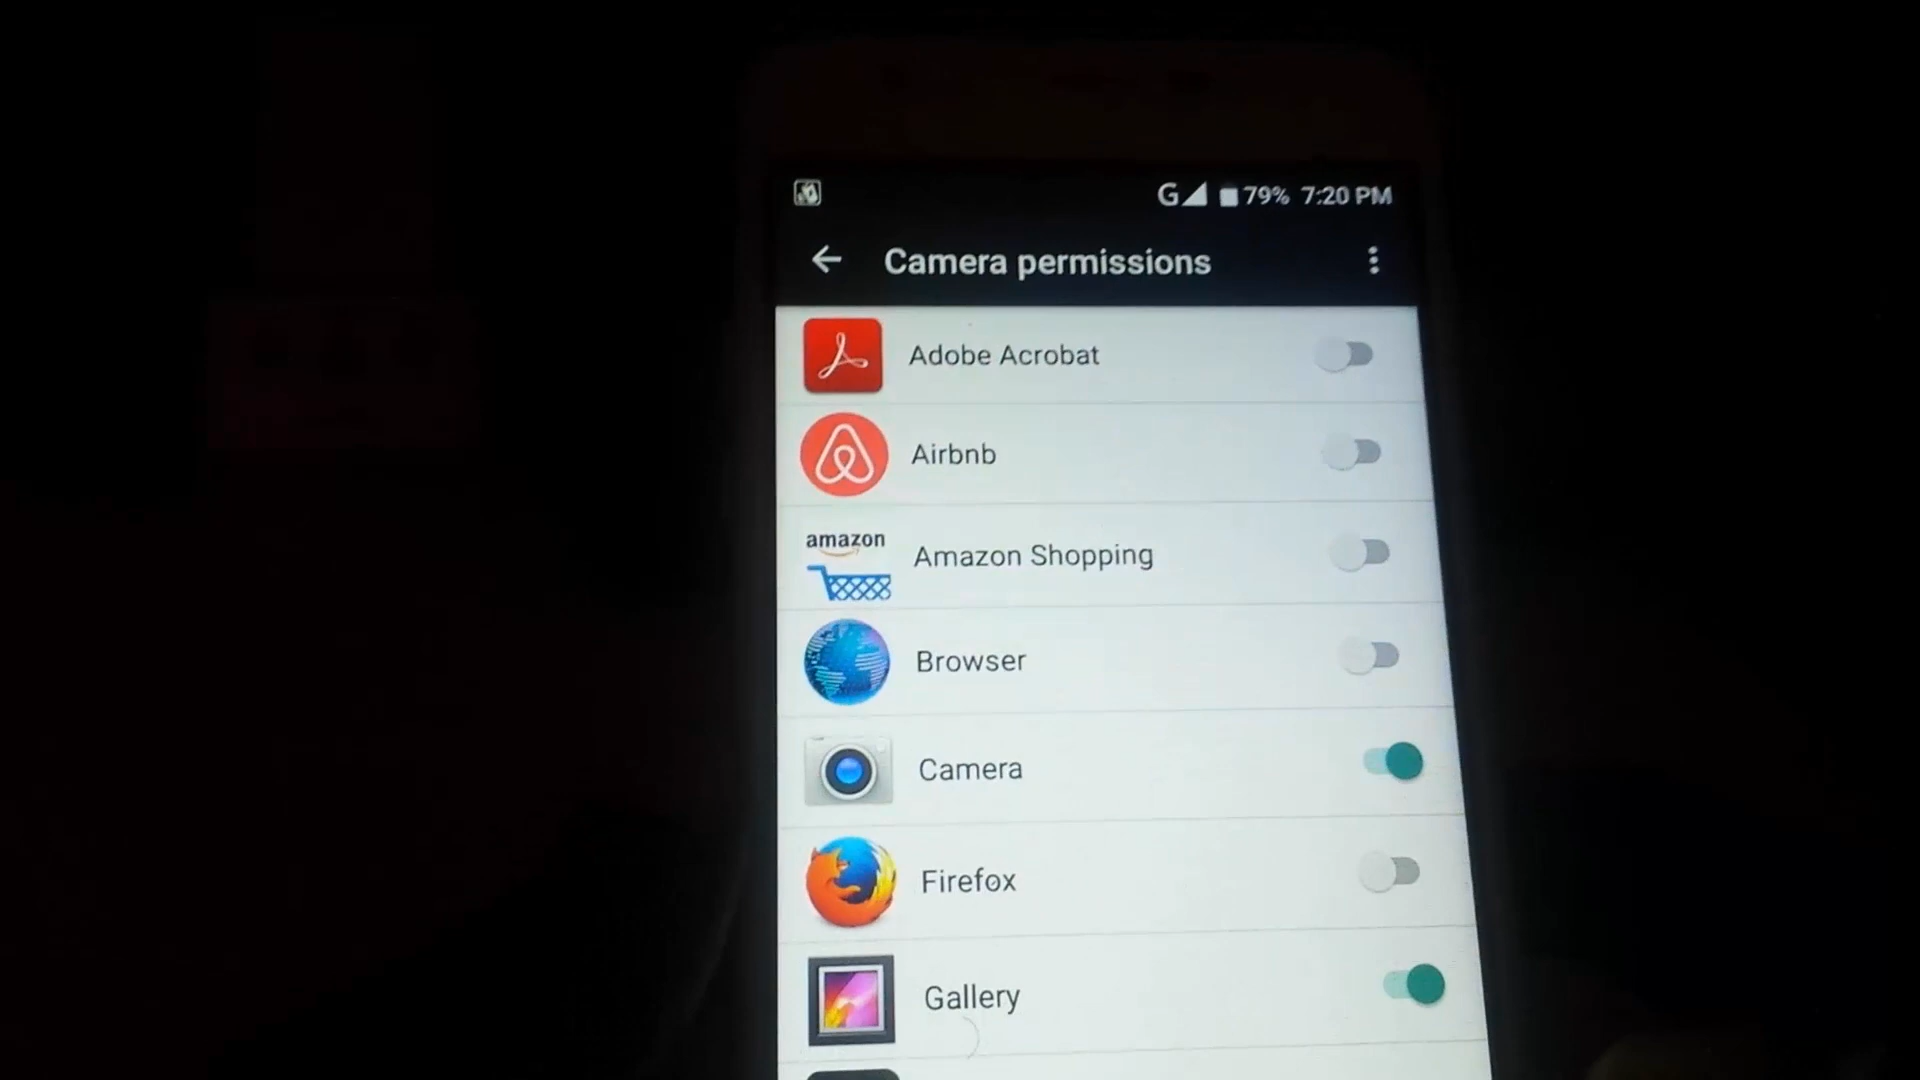 G 79% 7:20 PM
Camera permissions
Adobe Acrobat
Airbnb
amazon
Amazon Shopping
Browser
Camera
Firefox
Gallery